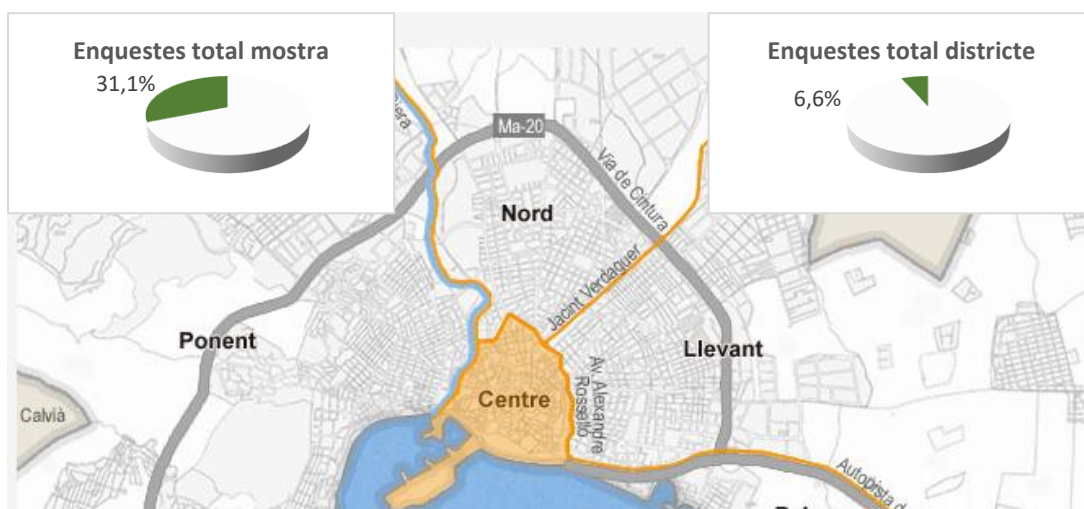 Enquestes total mostra
31,1%
Enquestes total districte
6,6%
Ma-20
Via de Cintura
Nord
Jacint Verdaguer
Ponent
Llevant
Av. Alexandre
Rosselló
Centre
Calvià
Autopista d